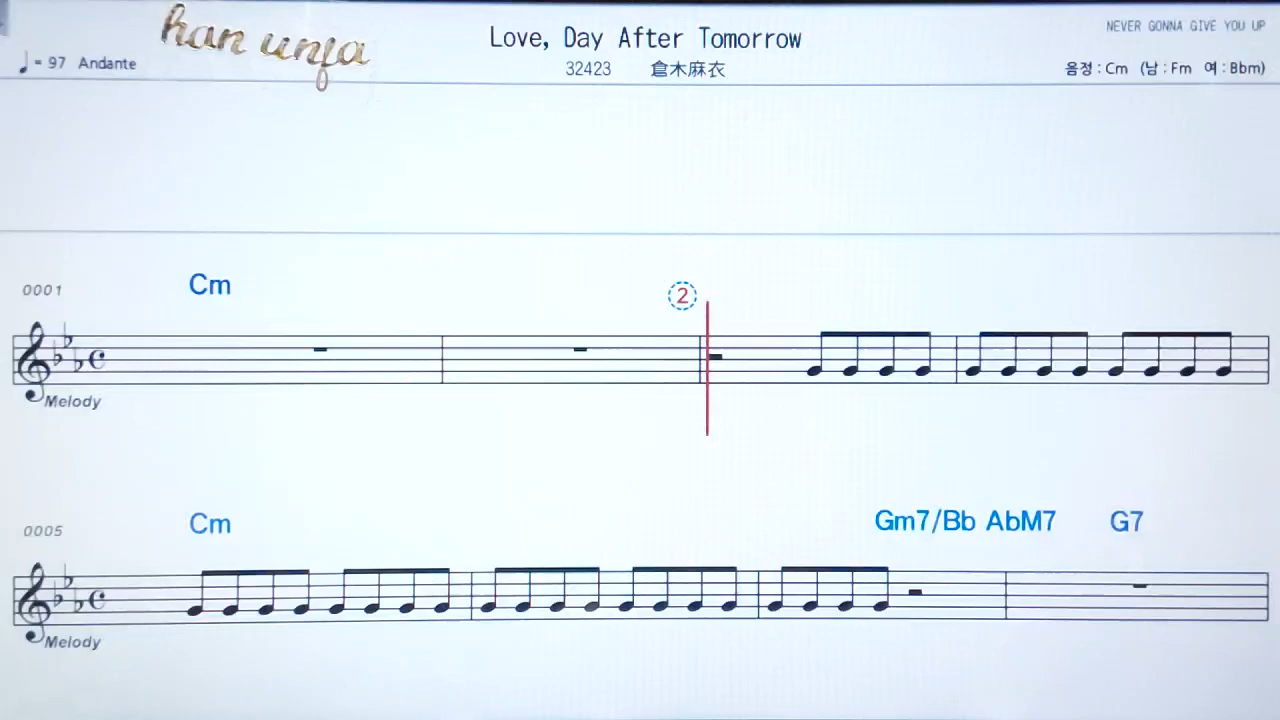 han unfa
Love, Day After Tomorrow
NEVER GONNA GIVE YOU UP
♩= 97 Andante
32423 倉木麻衣
음정 : Cm (남 : Fm 여 : Bbm)
0001 Cm
2
Melody
0005 Cm Gm7/Bb AbM7 G7
Melody